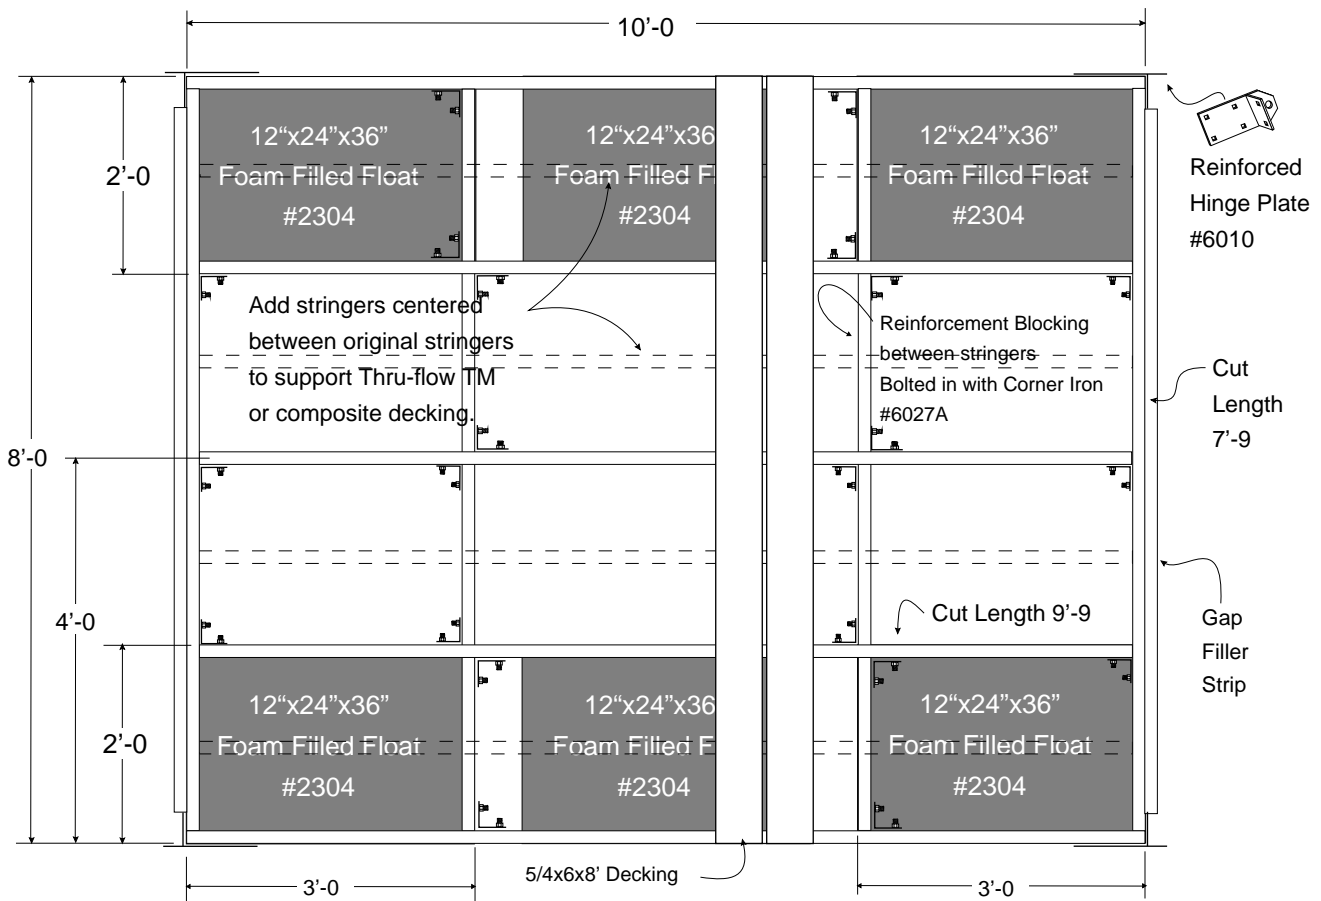 10’-0
12“x24”x36”
Foam Filled Float
#2304
12“x24”x36
Foam Filled F
#2304
12“x24”x36”
Foam Filled Float
#2304
2’-0
Reinforced
Hinge Plate
#6010
Add stringers centered
between original stringers
to support Thru-flow TM
or composite decking.
Reinforcement Blocking
between stringers
Bolted in with Corner Iron
#6027A
Cut
Length
7’-9
8’-0
4’-0
Cut Length 9’-9
Gap
Filler
Strip
2’-0
12“x24”x36”
Foam Filled Float
#2304
12“x24”x36
Foam Filled F
#2304
12“x24”x36”
Foam Filled Float
#2304
5/4x6x8’ Decking
3’-0
3’-0